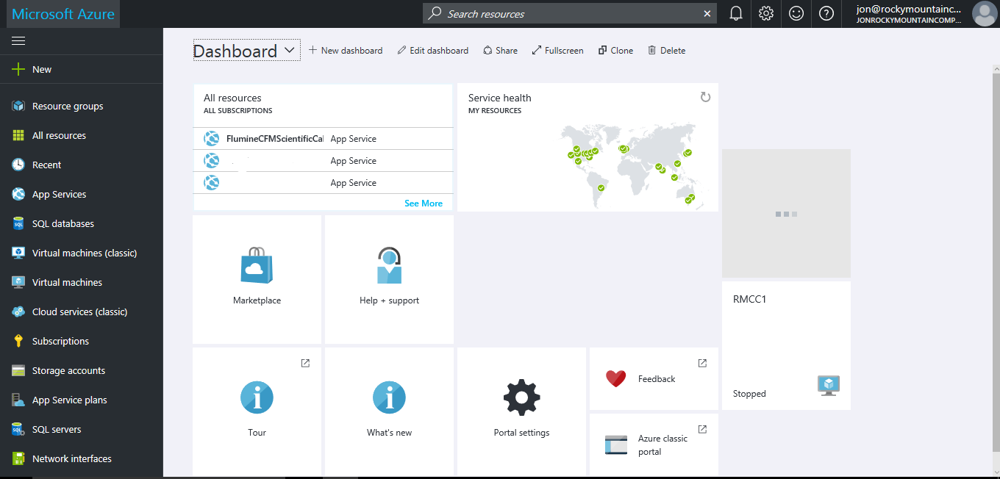 Microsoft Azure
Search resources
jon@rockymountainc...
JONROCKYMOUNTAINCOMP...
New
Resource groups
All resources
Recent
App Services
SQL databases
Virtual machines (classic)
Virtual machines
Cloud services (classic)
Subscriptions
Storage accounts
App Service plans
SQL servers
Network interfaces
Dashboard
New dashboard
Edit dashboard
Share
Fullscreen
Clone
Delete
All resources
ALL SUBSCRIPTIONS
FlumineCFMScientificCal App Service
App Service
App Service
See More
Service health
MY RESOURCES
Marketplace
Help + support
RMCC1
Stopped
Tour
What's new
Portal settings
Feedback
Azure classic
portal